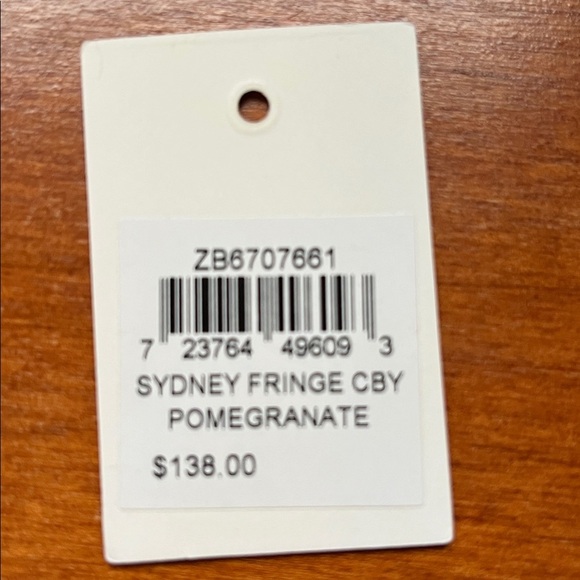 ZB6707661
7 23764 49609 3
SYDNEY FRINGE CBY
POMEGRANATE
$138.00